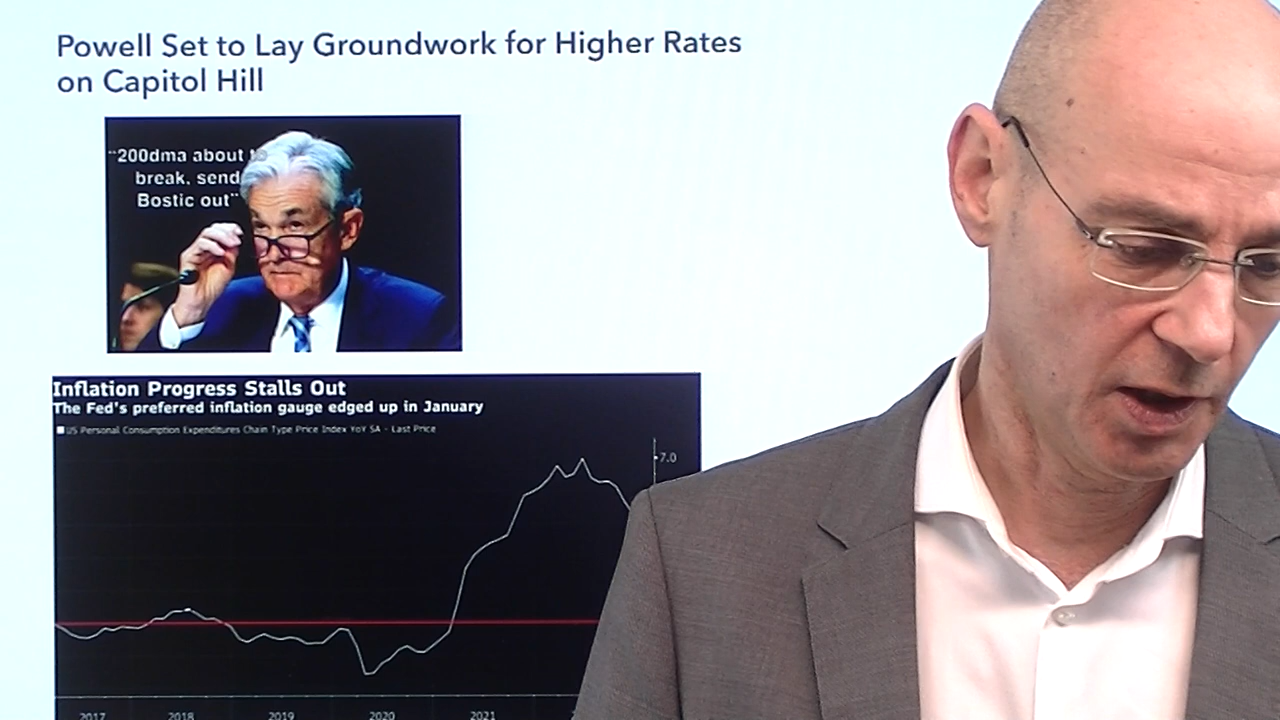 Powell Set to Lay Groundwork for Higher Rates
on Capitol Hill
"200dma about to
break, send
Bostic out"
Inflation Progress Stalls Out
The Fed's preferred inflation gauge edged up in January
US Personal Consumption Expenditures Chain Type Price Index YoY SA - Last Price
7.0
2017 2018 2019 2020 2021